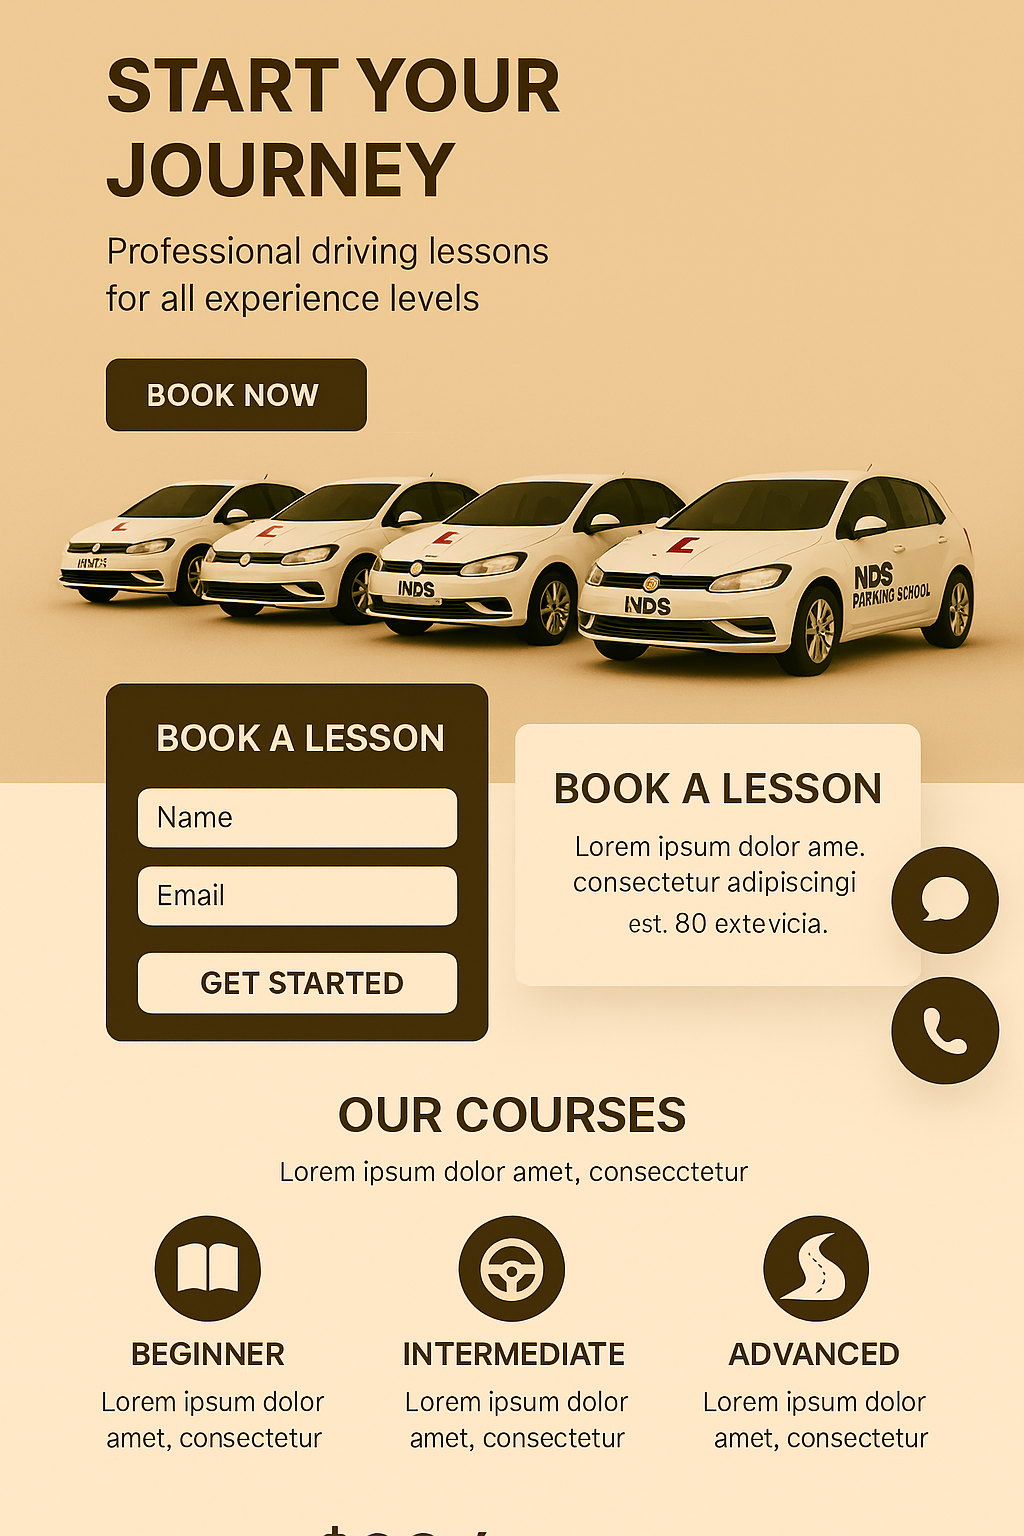 START YOUR
JOURNEY
Professional driving lessons
for all experience levels
BOOK NOW
L
L
L
L
INDS
INDS
NDS
PARKING SCHOOL
BOOK A LESSON
Name
Email
GET STARTED
BOOK A LESSON
Lorem ipsum dolor ame.
consectetur adipiscingi
est. 80 extevicia.
OUR COURSES
Lorem ipsum dolor amet, consecctetur
BEGINNER
Lorem ipsum dolor
amet, consectetur
INTERMEDIATE
Lorem ipsum dolor
amet, consectetur
ADVANCED
Lorem ipsum dolor
amet, consectetur